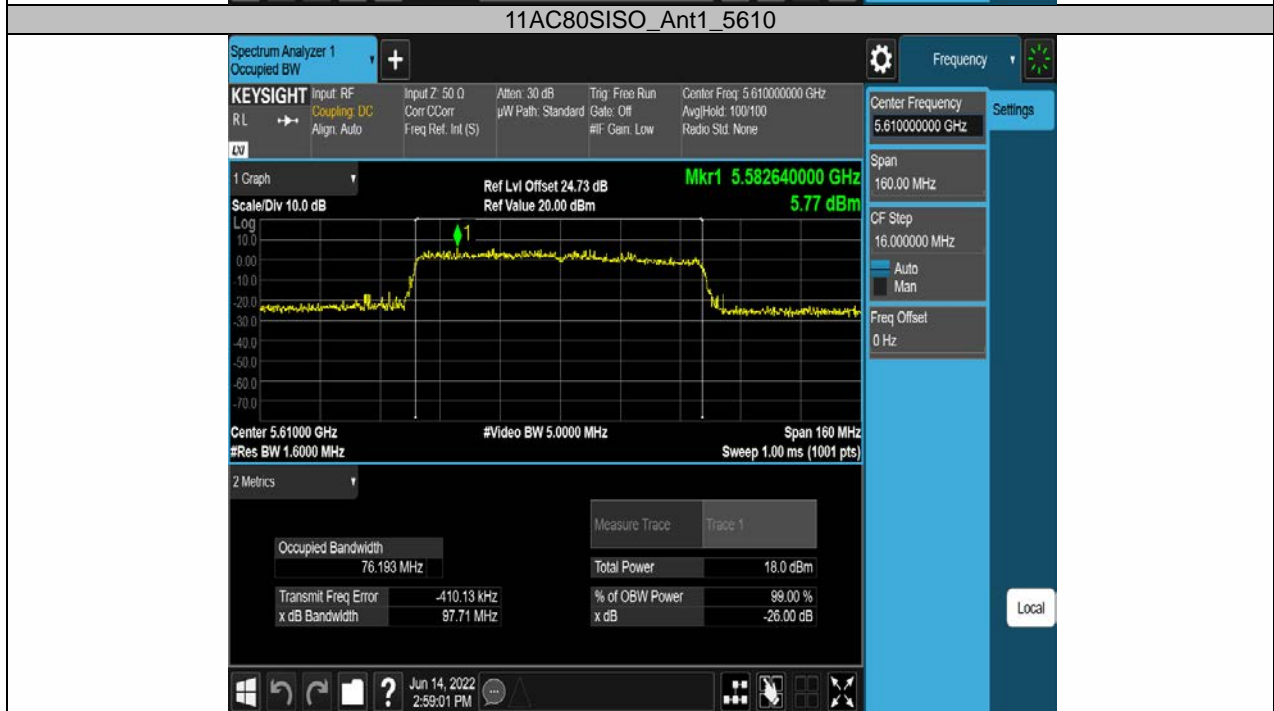 11AC80SISO_Ant1_5610
Spectrum Analyzer 1
Occupied BW
+
Frequency
KEYSIGHT
RL
LXI
Input: RF
Coupling: DC
Align: Auto
Input Z: 50 Ω
Corr CCorr
Freq Ref: Int (S)
Atten: 30 dB
µW Path: Standard
Trig: Free Run
Gate: Off
#IF Gain: Low
Center Freq: 5.610000000 GHz
Avg|Hold: 100/100
Radio Std: None
Center Frequency
5.610000000 GHz
Settings
Span
160.00 MHz
CF Step
16.000000 MHz
Auto
Man
Freq Offset
0 Hz
Local
1 Graph
Scale/Div 10.0 dB
Ref Lvl Offset 24.73 dB
Ref Value 20.00 dBm
Mkr1 5.582640000 GHz
5.77 dBm
Log
10.0
0.00
-10.0
-20.0
-30.0
-40.0
-50.0
-60.0
-70.0
1
Center 5.61000 GHz
#Video BW 5.0000 MHz
Span 160 MHz
#Res BW 1.6000 MHz
Sweep 1.00 ms (1001 pts)
2 Metrics
Measure Trace
Trace 1
Occupied Bandwidth
76.193 MHz
Total Power
18.0 dBm
Transmit Freq Error
-410.13 kHz
% of OBW Power
99.00 %
x dB Bandwidth
97.71 MHz
x dB
-26.00 dB
?
Jun 14, 2022
2:59:01 PM